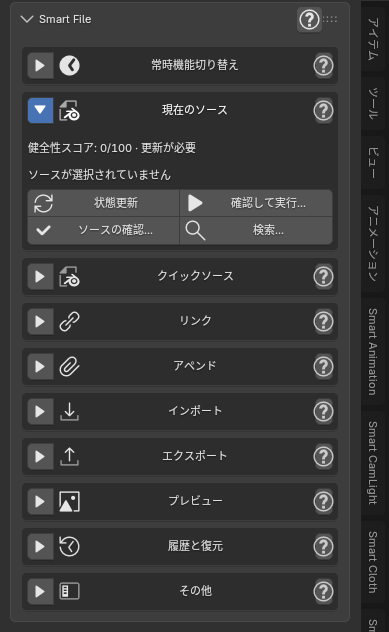 Smart File
常時機能切り替え
現在のソース
健全性スコア: 0/100 · 更新が必要
ソースが選択されていません
状態更新
確認して実行...
ソースの確認...
検索...
クイックソース
リンク
アペンド
インポート
エクスポート
プレビュー
履歴と復元
その他
アイテム
ツール
ビュー
アニメーション
Smart Animation
Smart CamLight
Smart Cloth